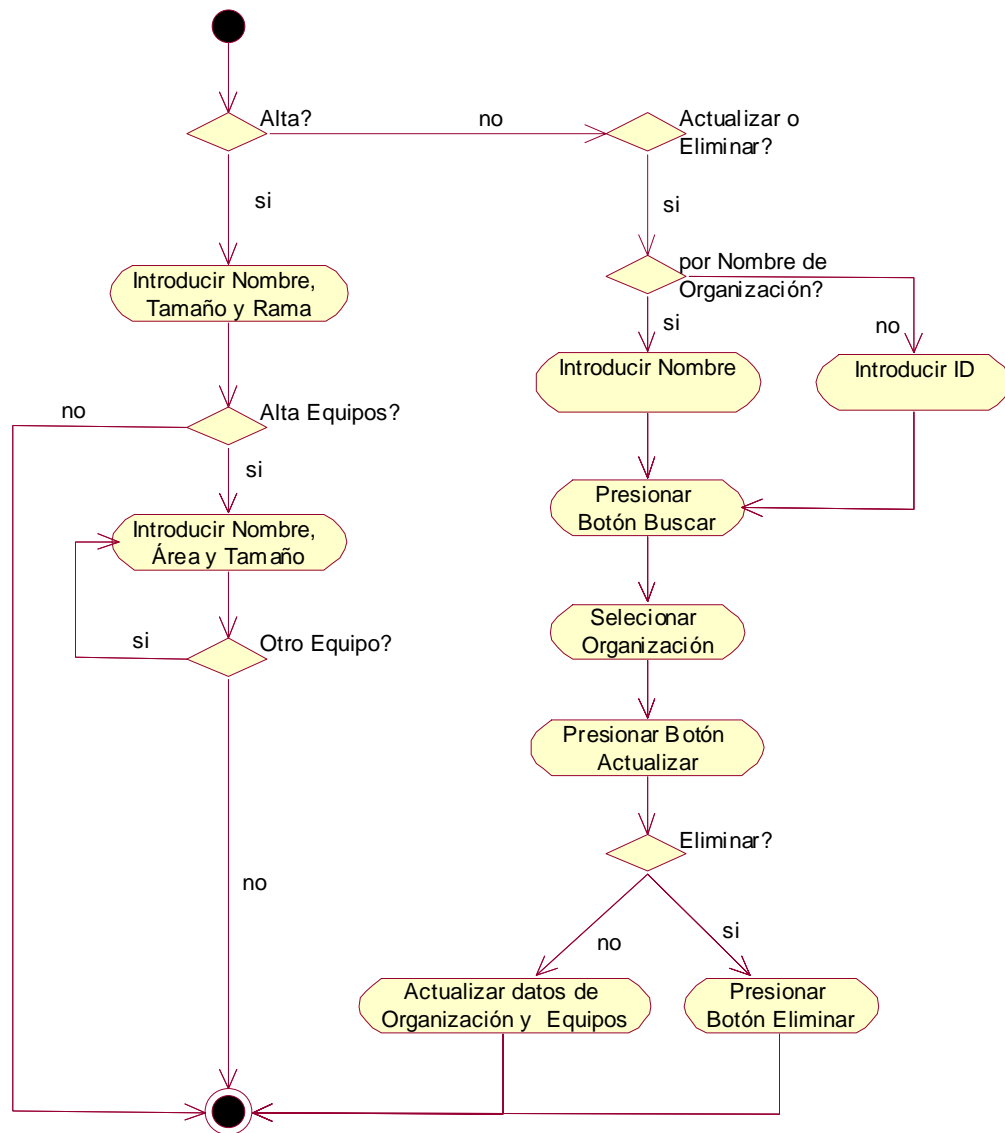 Alta?
no
Actualizar o
Eliminar?
si
si
Introducir Nombre,
Tamaño y Rama
por Nombre de
Organización?
si
no
Introducir Nombre
Introducir ID
no
Alta Equipos?
si
Presionar
Botón Buscar
Introducir Nombre,
Área y Tamaño
Selecionar
Organización
si
Otro Equipo?
Presionar Botón
Actualizar
Eliminar?
no
no
si
Actualizar datos de
Organización y Equipos
Presionar
Botón Eliminar